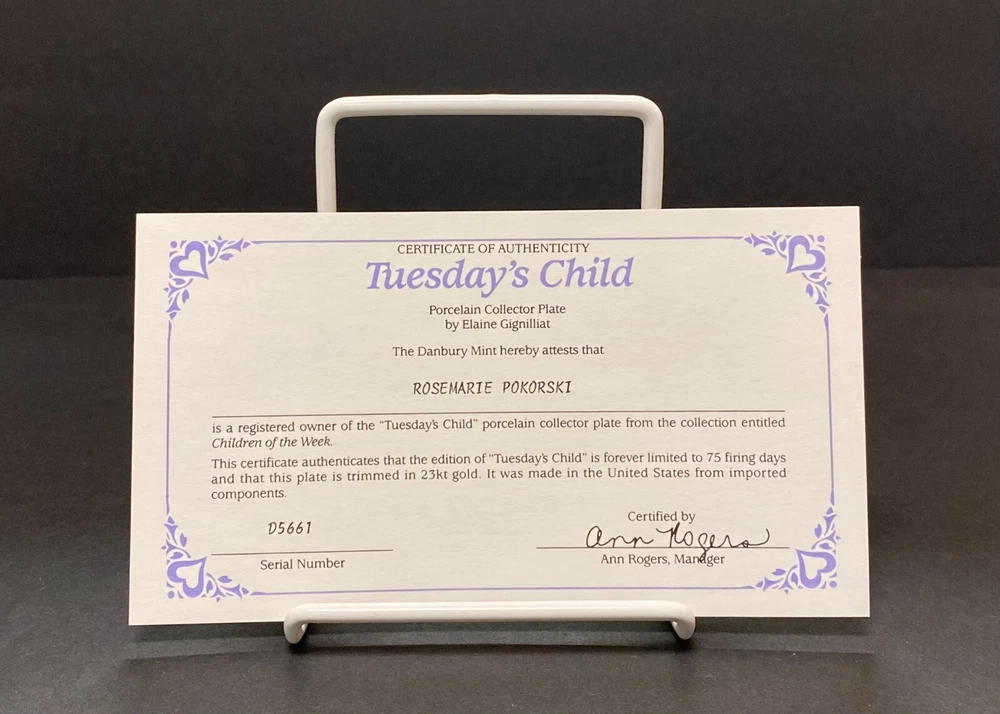 CERTIFICATE OF AUTHENTICITY
Tuesday's Child
Porcelain Collector Plate
by Elaine Gignilliat
The Danbury Mint hereby attests that
ROSEMARIE POKORSKI
is a registered owner of the "Tuesday's Child" porcelain collector plate from the collection entitled
Children of the Week.
This certificate authenticates that the edition of "Tuesday's Child" is forever limited to 75 firing days
and that this plate is trimmed in 23kt gold. It was made in the United States from imported
components.
D5661
Serial Number
Certified by
Ann Rogers
Ann Rogers, Manager